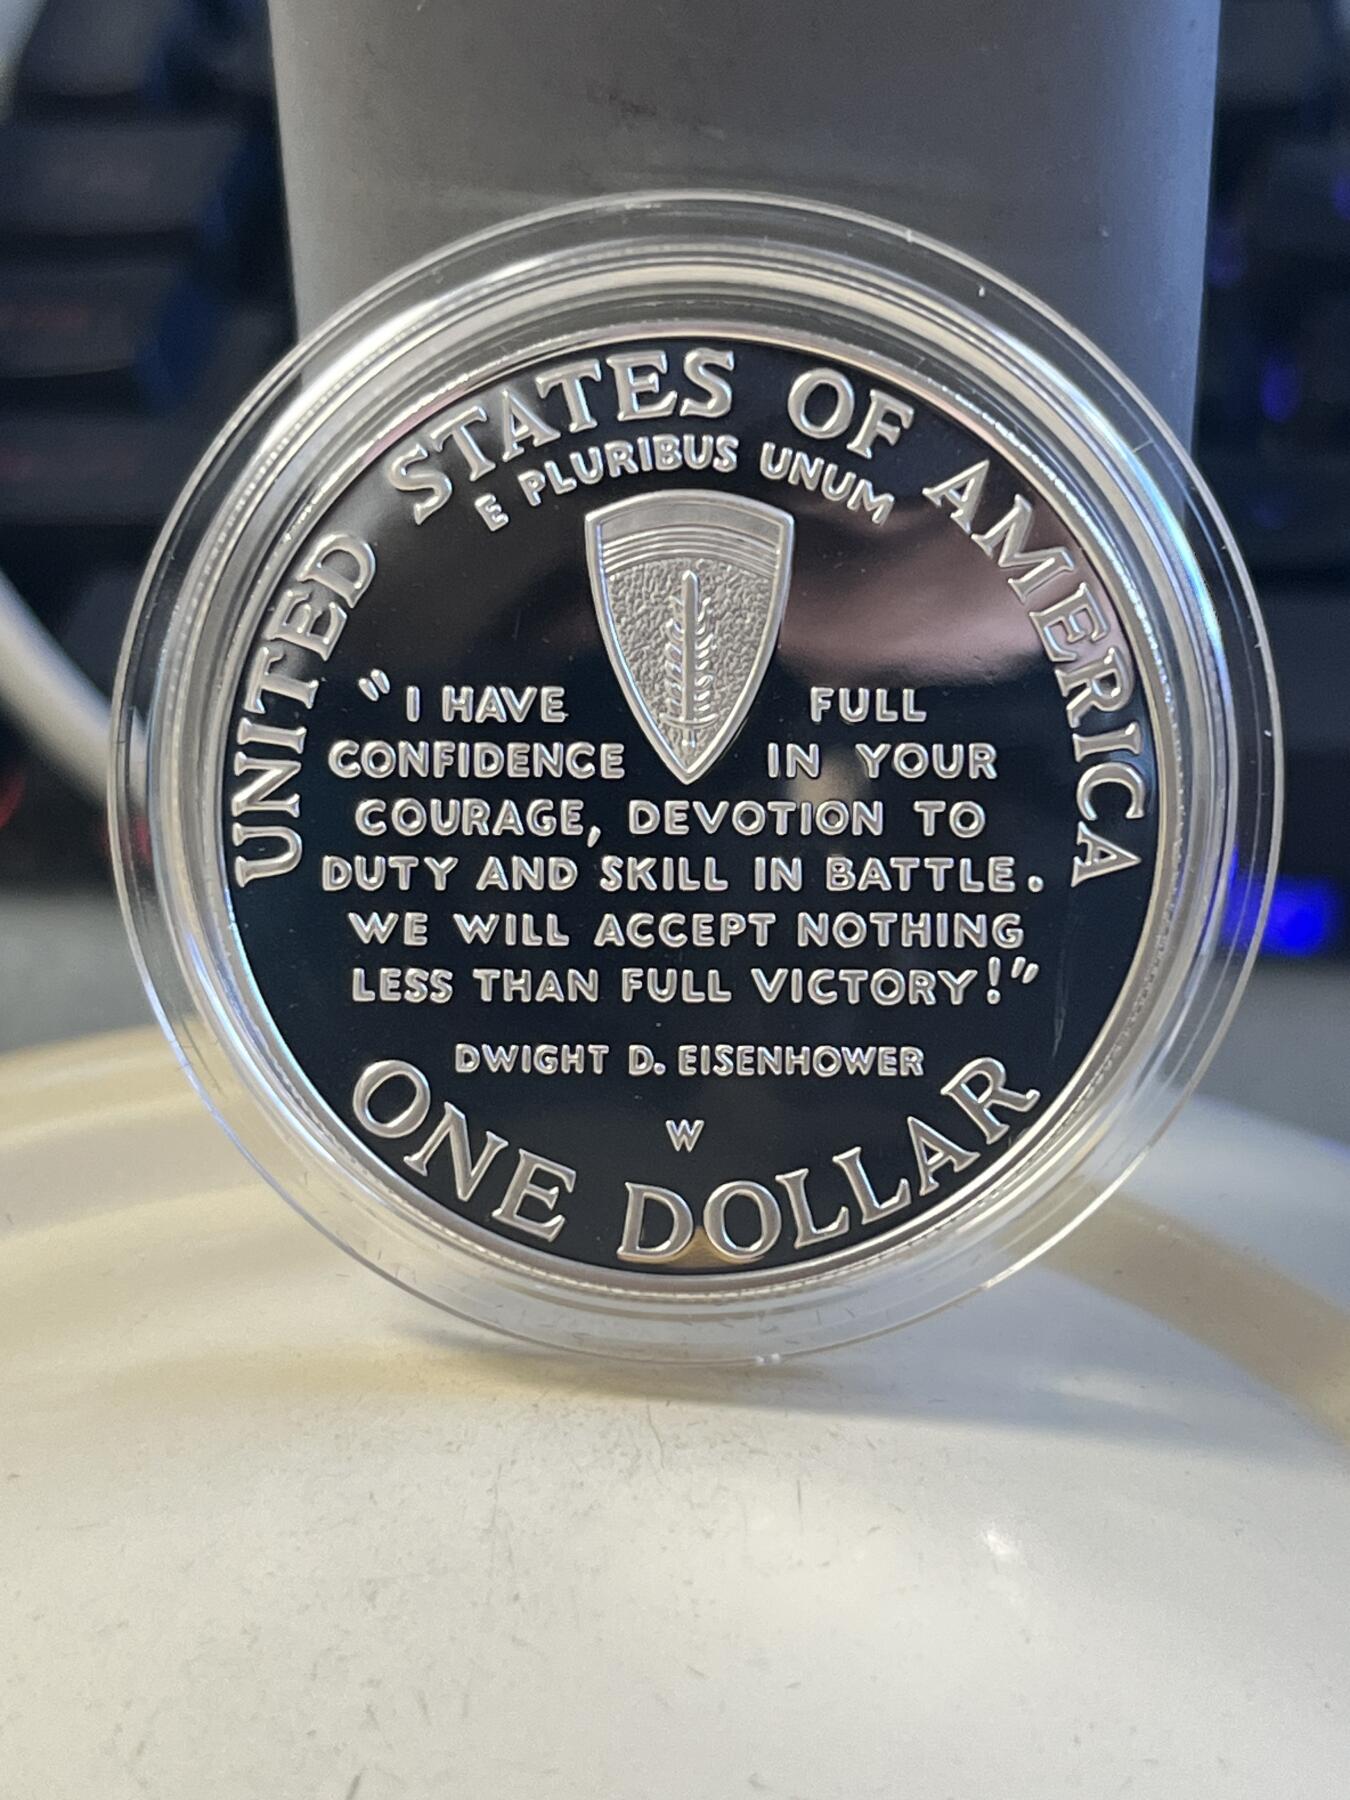 UNITED STATES OF AMERICA
E PLURIBUS UNUM
"I HAVE FULL
CONFIDENCE IN YOUR
COURAGE, DEVOTION TO
DUTY AND SKILL IN BATTLE.
WE WILL ACCEPT NOTHING
LESS THAN FULL VICTORY!"
DWIGHT D. EISENHOWER
W
ONE DOLLAR